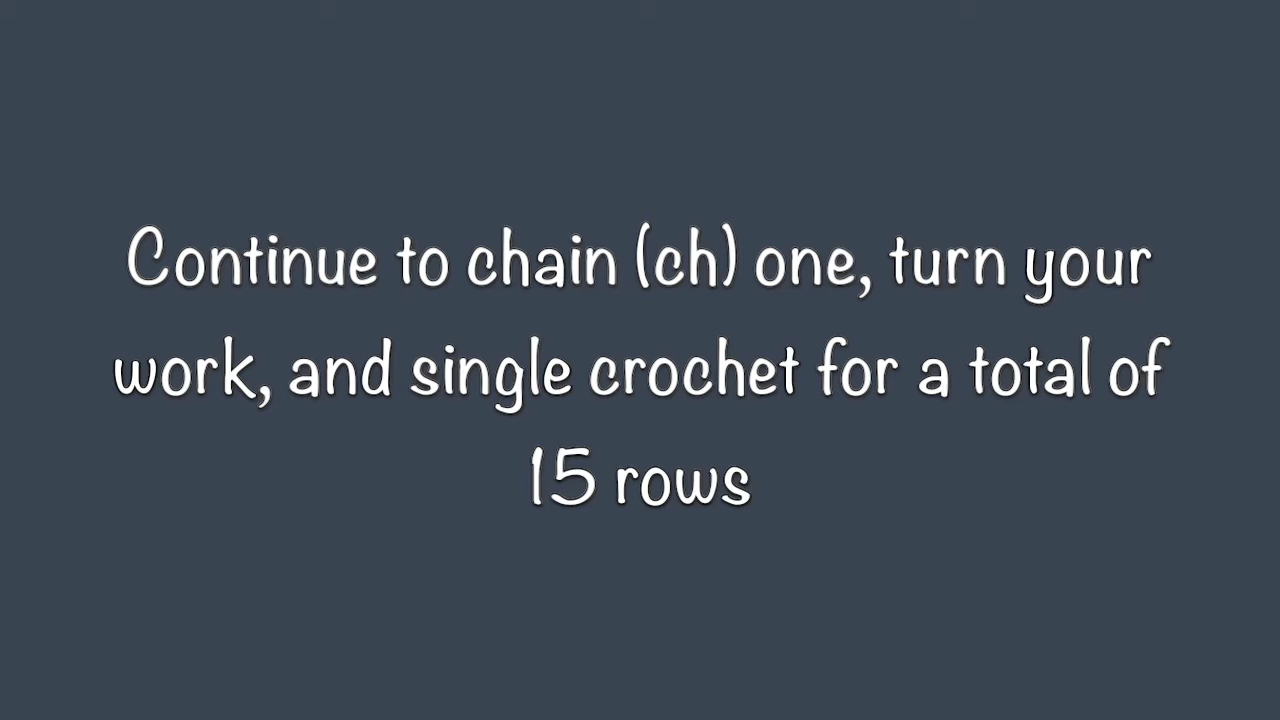 Continue to chain (ch) one, turn your
work, and single crochet for a total of
15 rows